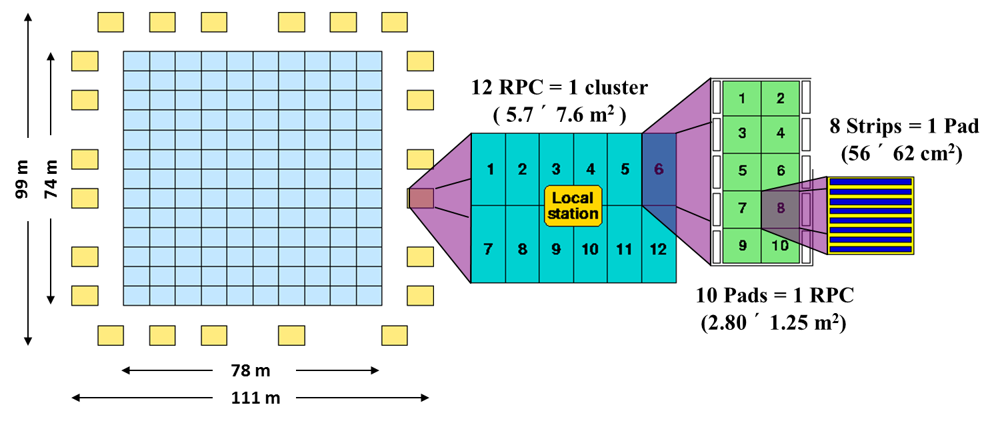 99 m
74 m
78 m
111 m
12 RPC = 1 cluster
( 5.7 ´ 7.6 m² )
1 2 3 4 5 6
Local
station
7 8 9 10 11 12
1 2
3 4
5 6
7 8
9 10
10 Pads = 1 RPC
(2.80 ´ 1.25 m²)
8 Strips = 1 Pad
(56 ´ 62 cm²)